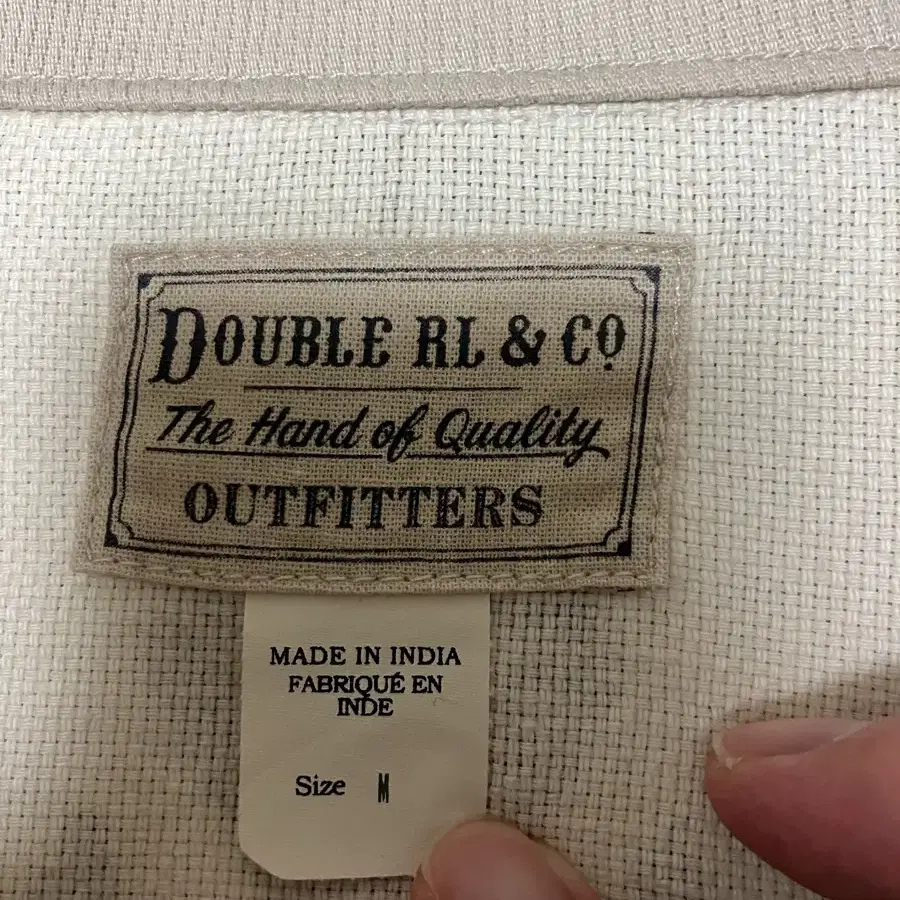 DOUBLE RL & CO
The Hand of Quality
OUTFITTERS
MADE IN INDIA
FABRIQUÉ EN
INDE
Size M